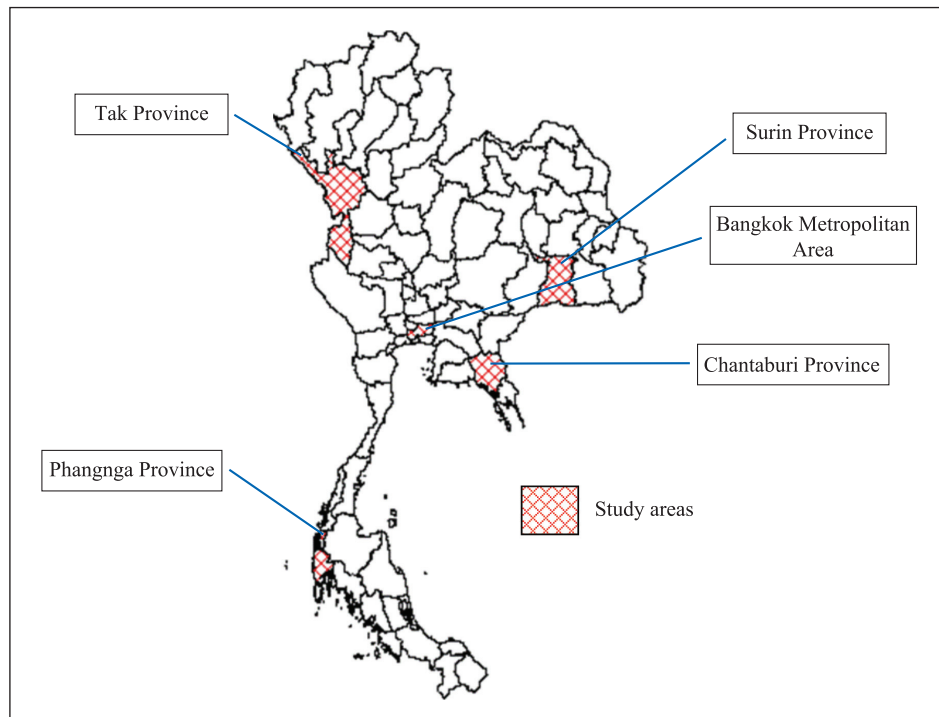 Tak Province
Surin Province
Bangkok Metropolitan
Area
Chantaburi Province
Phangnga Province
Study areas